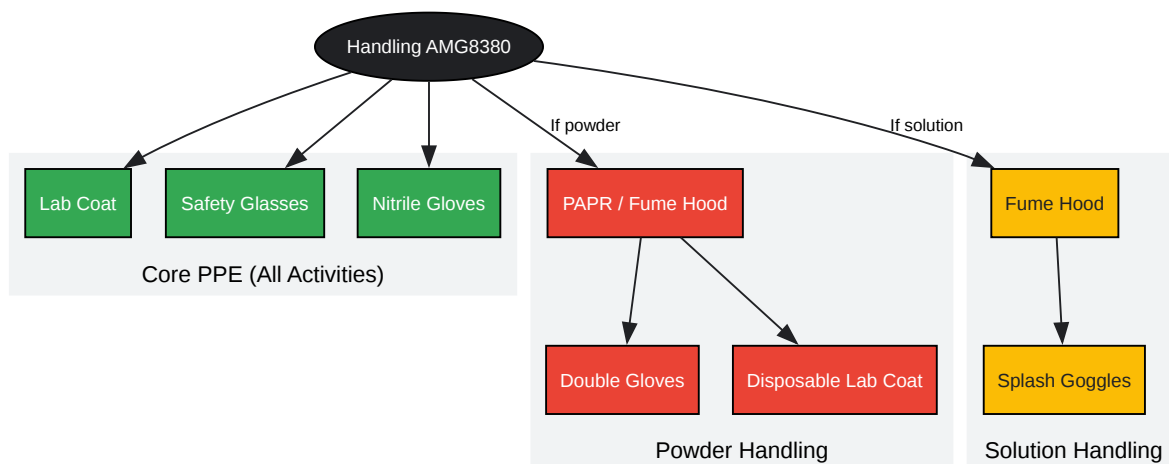 Handling AMG8380
If powder
If solution
Lab Coat
Safety Glasses
Nitrile Gloves
PAPR / Fume Hood
Fume Hood
Core PPE (All Activities)
Double Gloves
Disposable Lab Coat
Splash Goggles
Powder Handling
Solution Handling